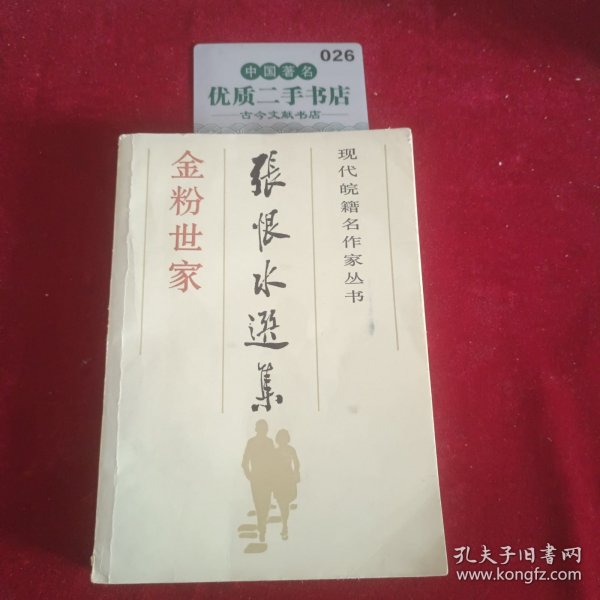 026
中国著名
优质二手书店
古今文献书店
现代皖籍名作家丛书
張恨水選集
金粉世家
孔夫子旧书网
www.kongfz.com